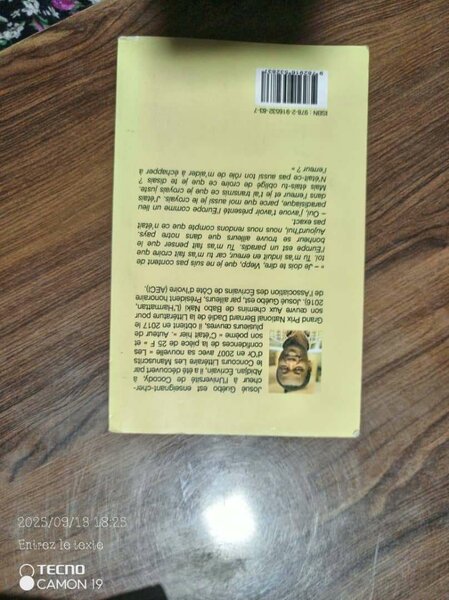 Josué Guébo enseignant-cher-
cheur à l'Université de Cocody, à
Abidjan. Écrivain, il a été découvert par
le Concours Littéraire Les Manuscrits
d'Or en 2007 avec sa nouvelle « Les
confidences de la pièce de 25 F » et
son poème « C'était hier ». Auteur de
plusieurs œuvres, il obtient en 2017 le
Grand Prix National Bernard Dadié de la Littérature pour
son œuvre Aux chemins de Babo Naki (L'Harmattan,
2016). Josué Guébo est, par ailleurs, Président honoraire
de l'Association des Écrivains de Côte d'Ivoire (AECI).
« – Je dois te dire, Viepp, que je ne suis pas content de
toi. Tu m'as induit en erreur, car tu m'as fait croire que
l'Europe est un paradis. Tu m'as fait penser que le
bonheur se trouve ailleurs que dans notre pays.
Aujourd'hui, nous nous rendons compte que ce n'était
pas exact.
– Oui, j'avoue t'avoir présenté l'Europe comme un lieu
paradisiaque, parce que moi aussi je le croyais. J'étais
dans l'erreur et je t'ai transmis ce que je croyais juste.
Mais étais-tu obligé de croire ce que je te disais ?
N'était-ce pas aussi ton rôle de m'aider à échapper à
l'erreur ? »
ISBN : 978-2-916532-83-7
9 782916 532837
2025/09/13 18:25
Entrez le texte
TECNO
CAMON 19